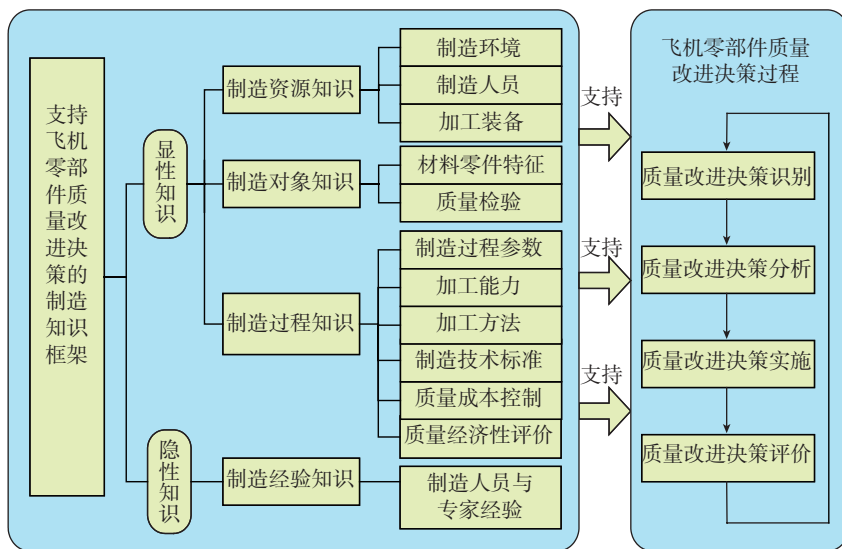 支持
飞机
零部
件质
量改
进决
策的
制造
知识
框架
显性知识
隐性知识
制造资源知识
制造对象知识
制造过程知识
制造经验知识
制造环境
制造人员
加工装备
材料零件特征
质量检验
制造过程参数
加工能力
加工方法
制造技术标准
质量成本控制
质量经济性评价
制造人员与
专家经验
支持
支持
支持
飞机零部件质量
改进决策过程
质量改进决策识别
质量改进决策分析
质量改进决策实施
质量改进决策评价